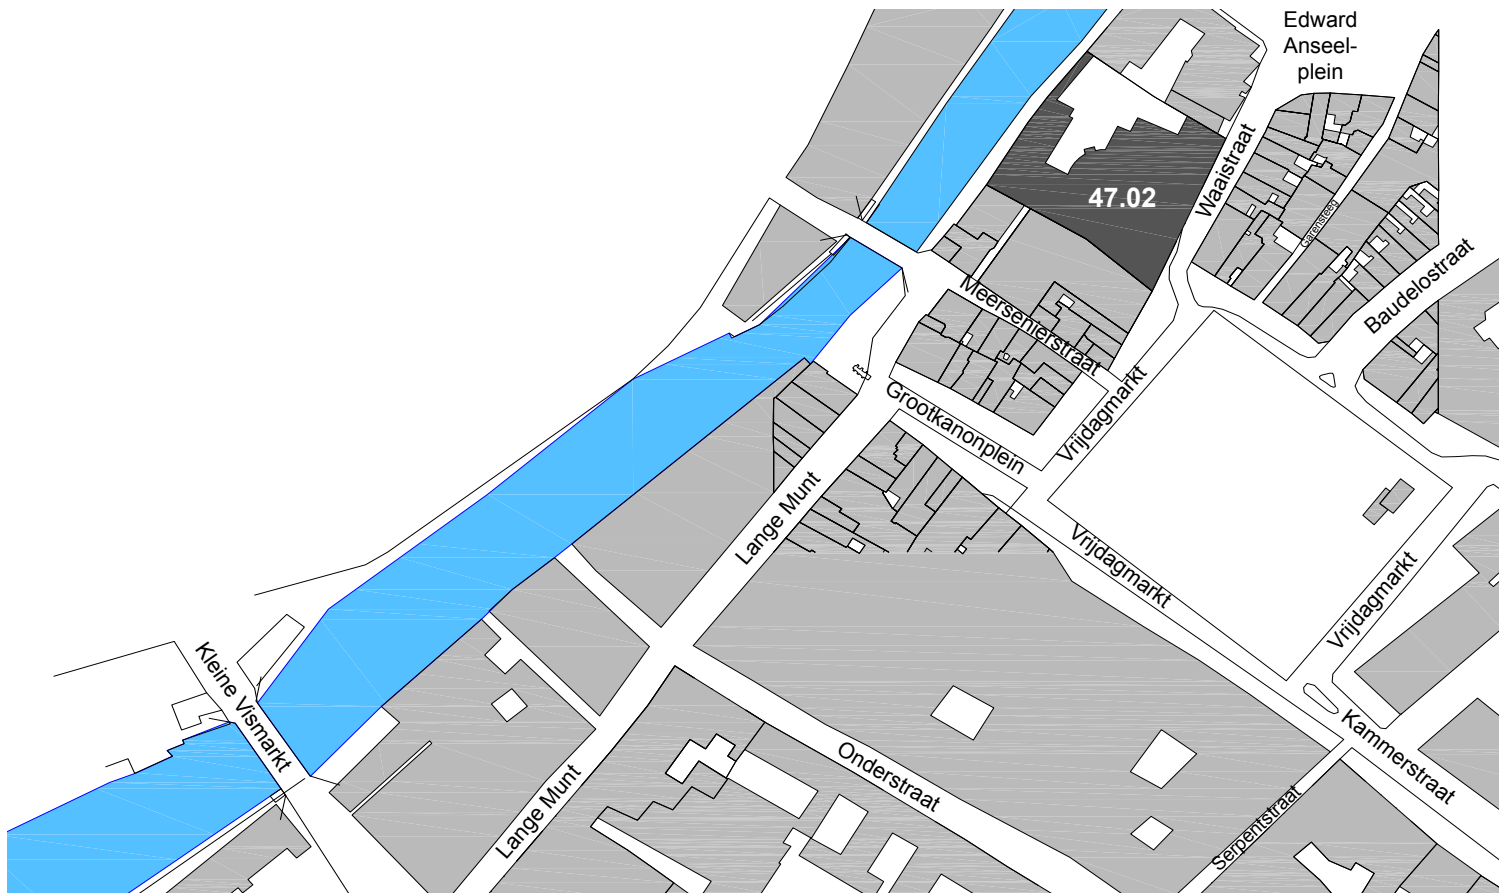 Edward
Anseel-
plein
47.02
Waaistraat
Garensteeg
Baudelostraat
Meersenierstraat
Grootkanonplein
Vrijdagmarkt
Lange Munt
Vrijdagmarkt
Vrijdagmarkt
Kleine Vismarkt
Onderstraat
Kammerstraat
Lange Munt
Serpentstraat